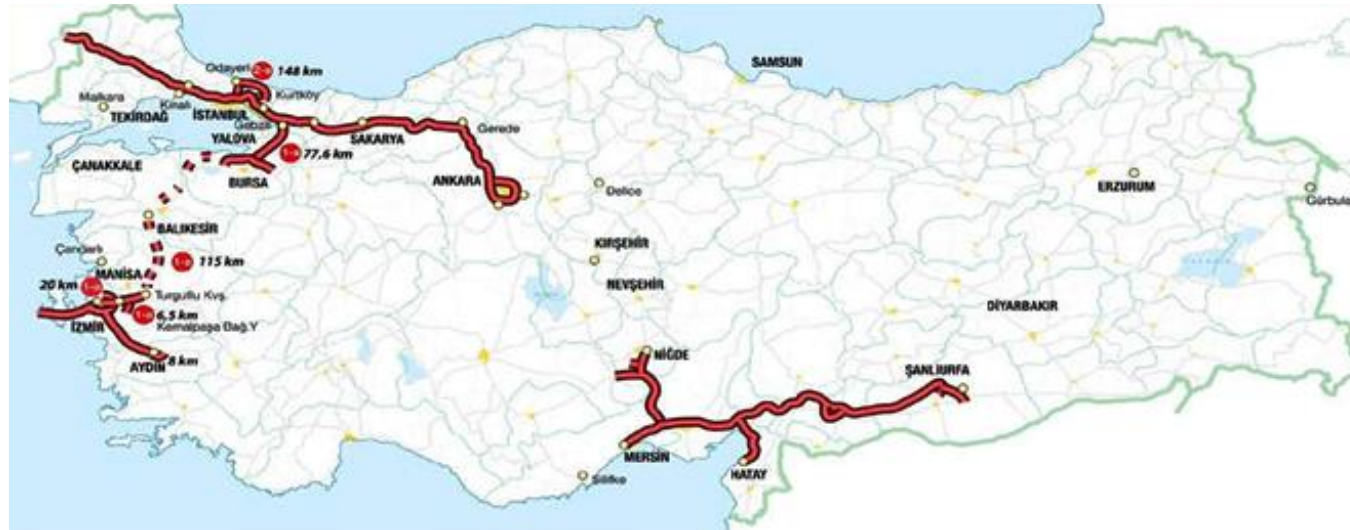 SAMSUN
Odayeri
148 km
Malkara
Kınalı
Kurtköy
TEKİRDAĞ
İSTANBUL
Gebze
YALOVA
SAKARYA
Gerede
ÇANAKKALE
77,6 km
BURSA
ANKARA
Delice
ERZURUM
Gürbula
BALIKESİR
KIRŞEHİR
Çandarlı
115 km
MANİSA
NEVŞEHİR
20 km
Turgutlu Kvş.
DİYARBAKIR
6,5 km
İZMİR
Kemalpaşa Bağ.Y
8 km
AYDIN
NİĞDE
ŞANLIURFA
MERSİN
HATAY
Silifke